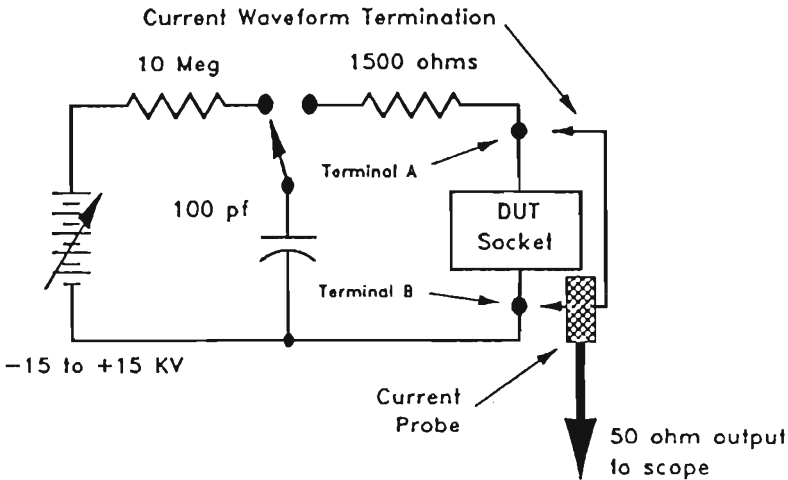 Current Waveform Termination
10 Meg
1500 ohms
Terminal A
100 pf
DUT
Socket
Terminal B
−15 to +15 KV
Current
Probe
50 ohm output
to scope